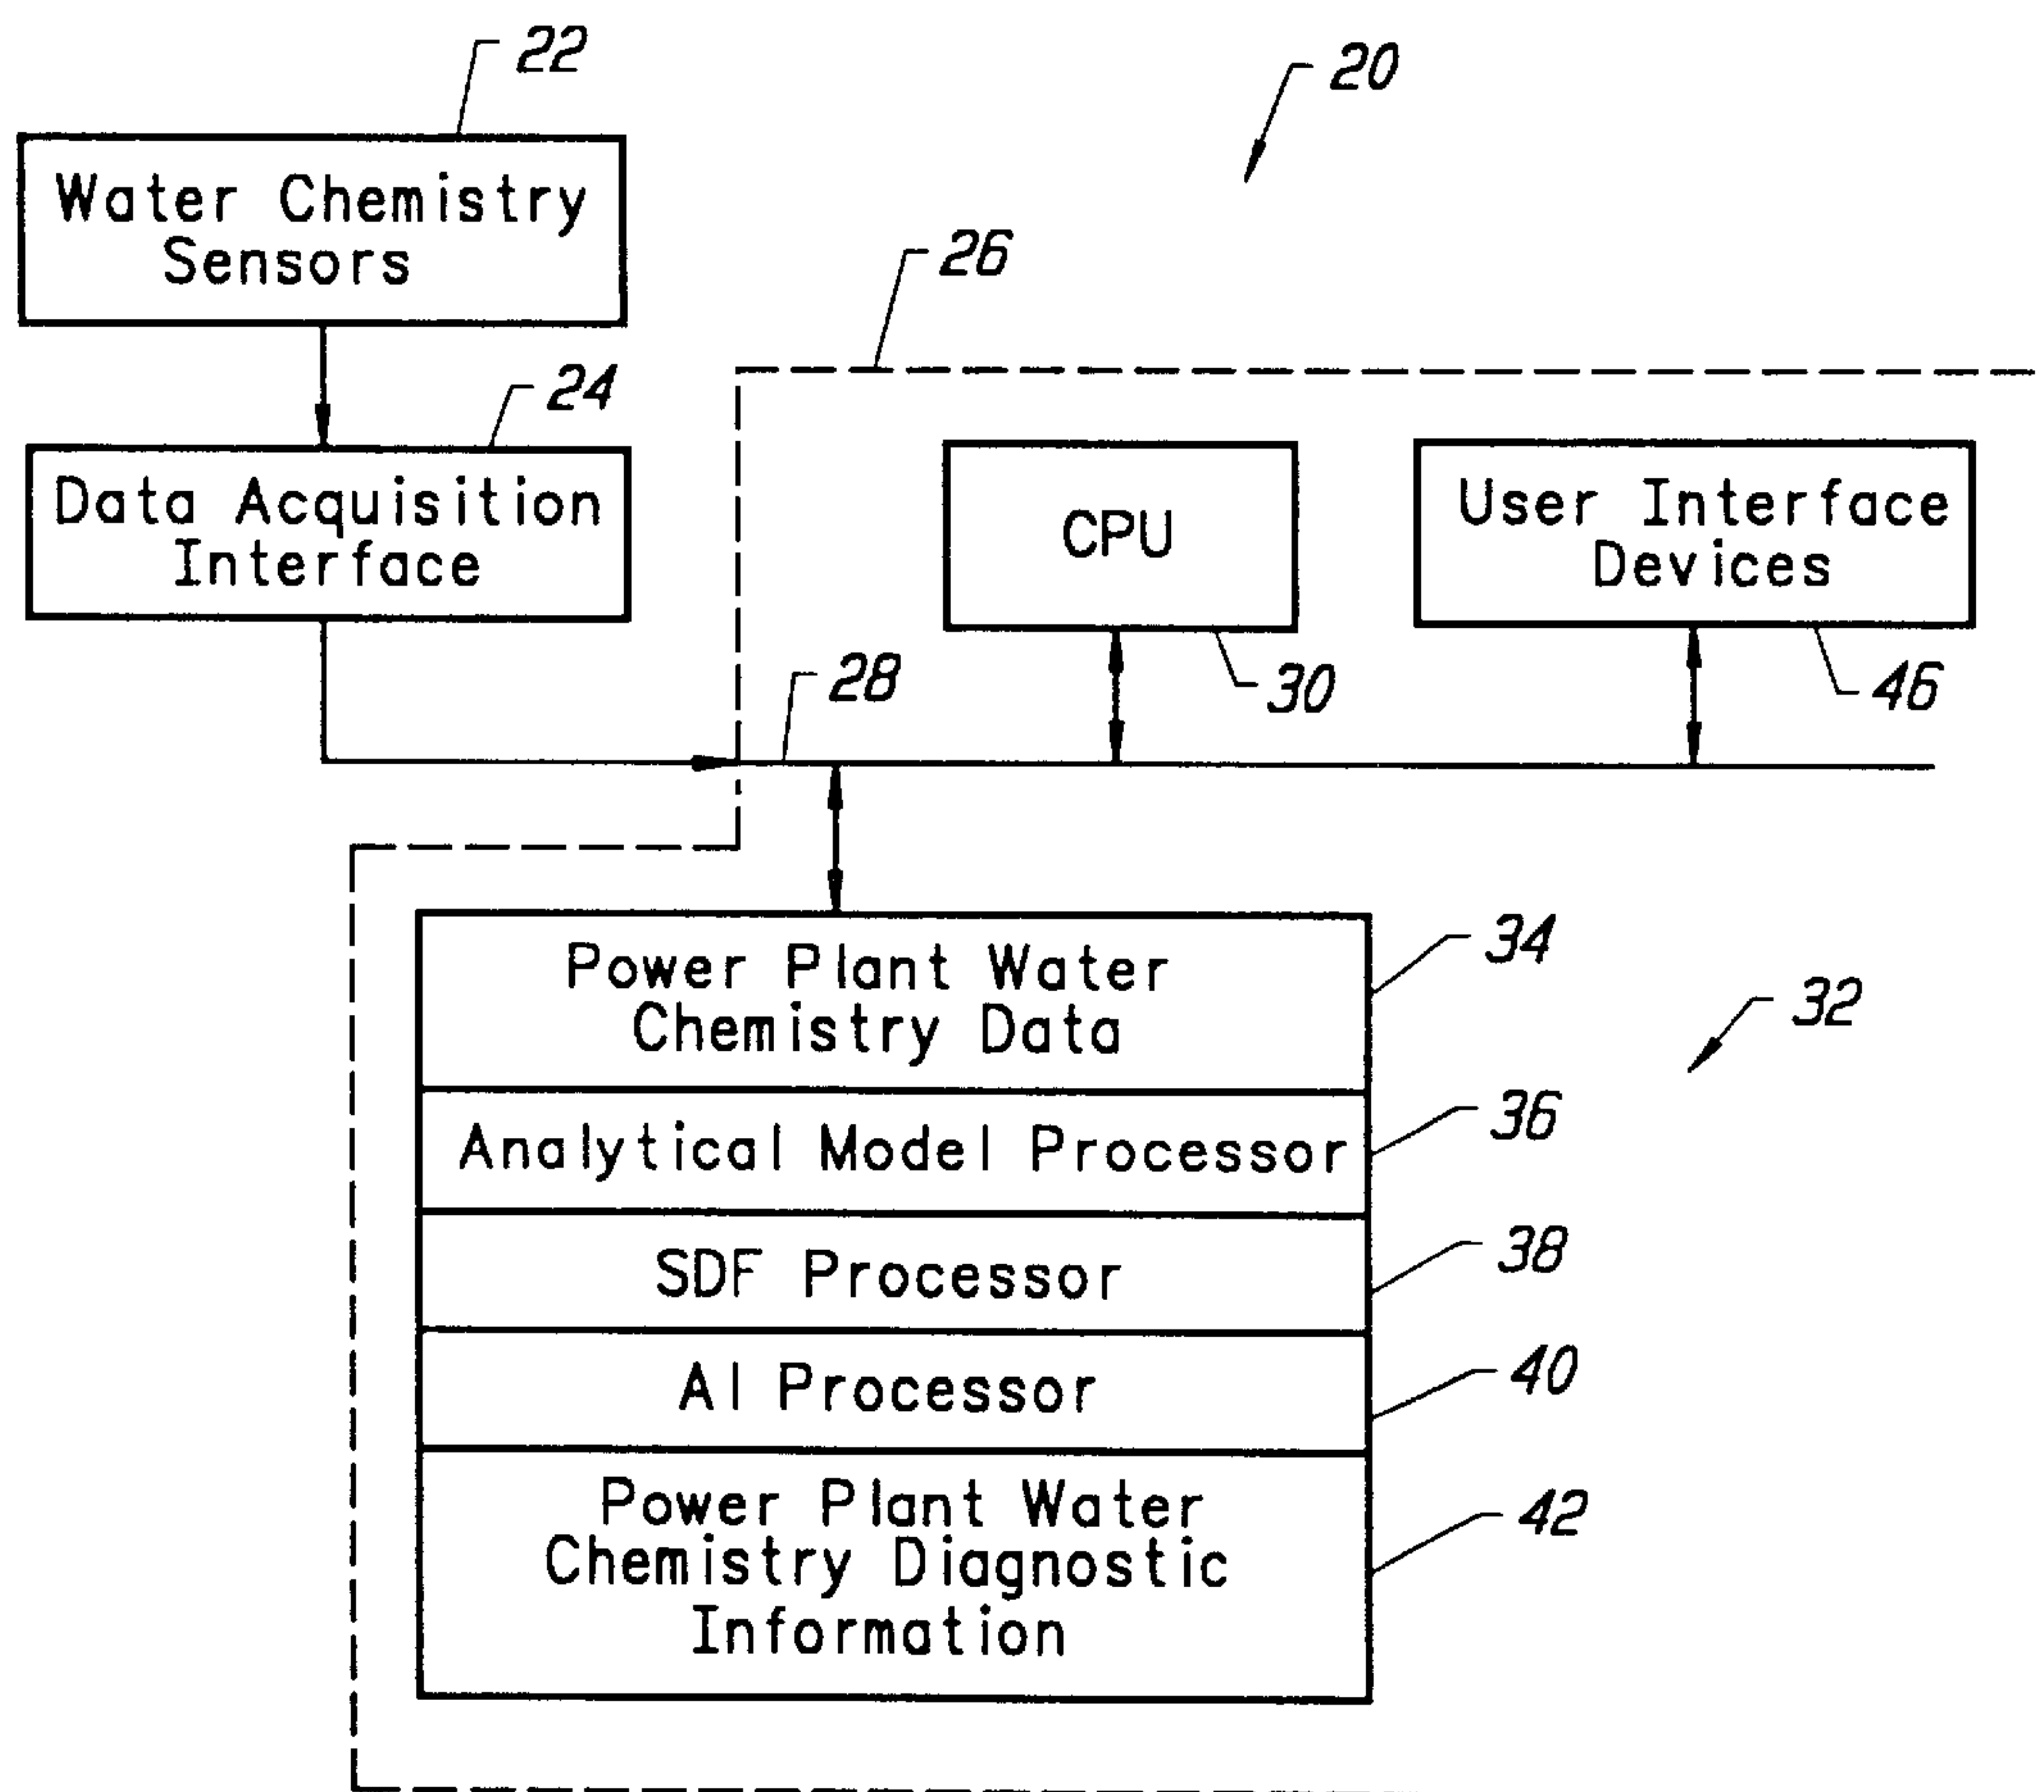 22
20
Water Chemistry
Sensors
26
24
Data Acquisition
Interface
CPU
User Interface
Devices
28
30
46
Power Plant Water
Chemistry Data
34
32
Analytical Model Processor
36
SDF Processor
38
AI Processor
40
Power Plant Water
Chemistry Diagnostic
Information
42